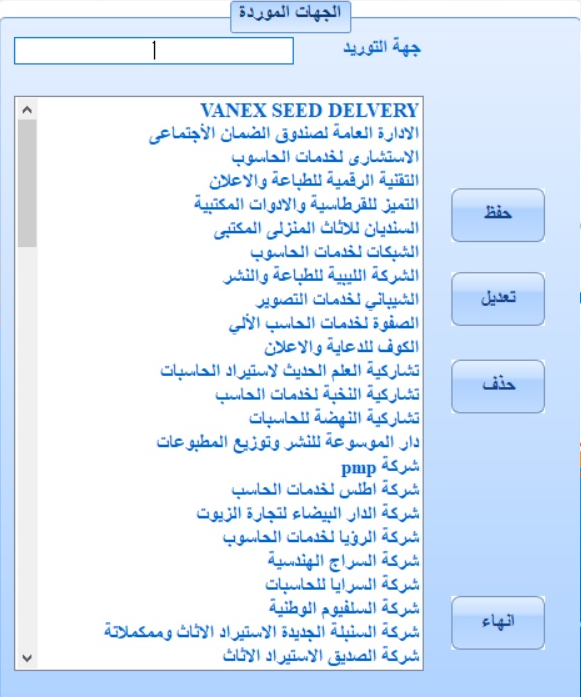 الجهات الموردة
جهة التوريد
1
VANEX SEED DELVERY
الادارة العامة لصندوق الضمان الأجتماعى
الاستشارى لخدمات الحاسوب
التقنية الرقمية للطباعة والاعلان
التميز للقرطاسية والادوات المكتبية
السنديان للاثاث المنزلى المكتبى
الشبكات لخدمات الحاسوب
الشركة الليبية للطباعة والنشر
الشيباني لخدمات التصوير
الصفوة لخدمات الحاسب الألي
الكوف للدعاية والاعلان
تشاركية العلم الحديث لاستيراد الحاسبات
تشاركية النخبة لخدمات الحاسب
تشاركية النهضة للحاسبات
دار الموسوعة للنشر وتوزيع المطبوعات
شركة pmp
شركة اطلس لخدمات الحاسب
شركة الدار البيضاء لتجارة الزيوت
شركة الرؤيا لخدمات الحاسوب
شركة السراج الهندسية
شركة السرايا للحاسبات
شركة السلفيوم الوطنية
شركة السنبلة الجديدة الاستيراد الاثاث وممكملاتة
شركة الصديق الاستيراد الاثاث
حفظ
تعديل
حذف
انهاء